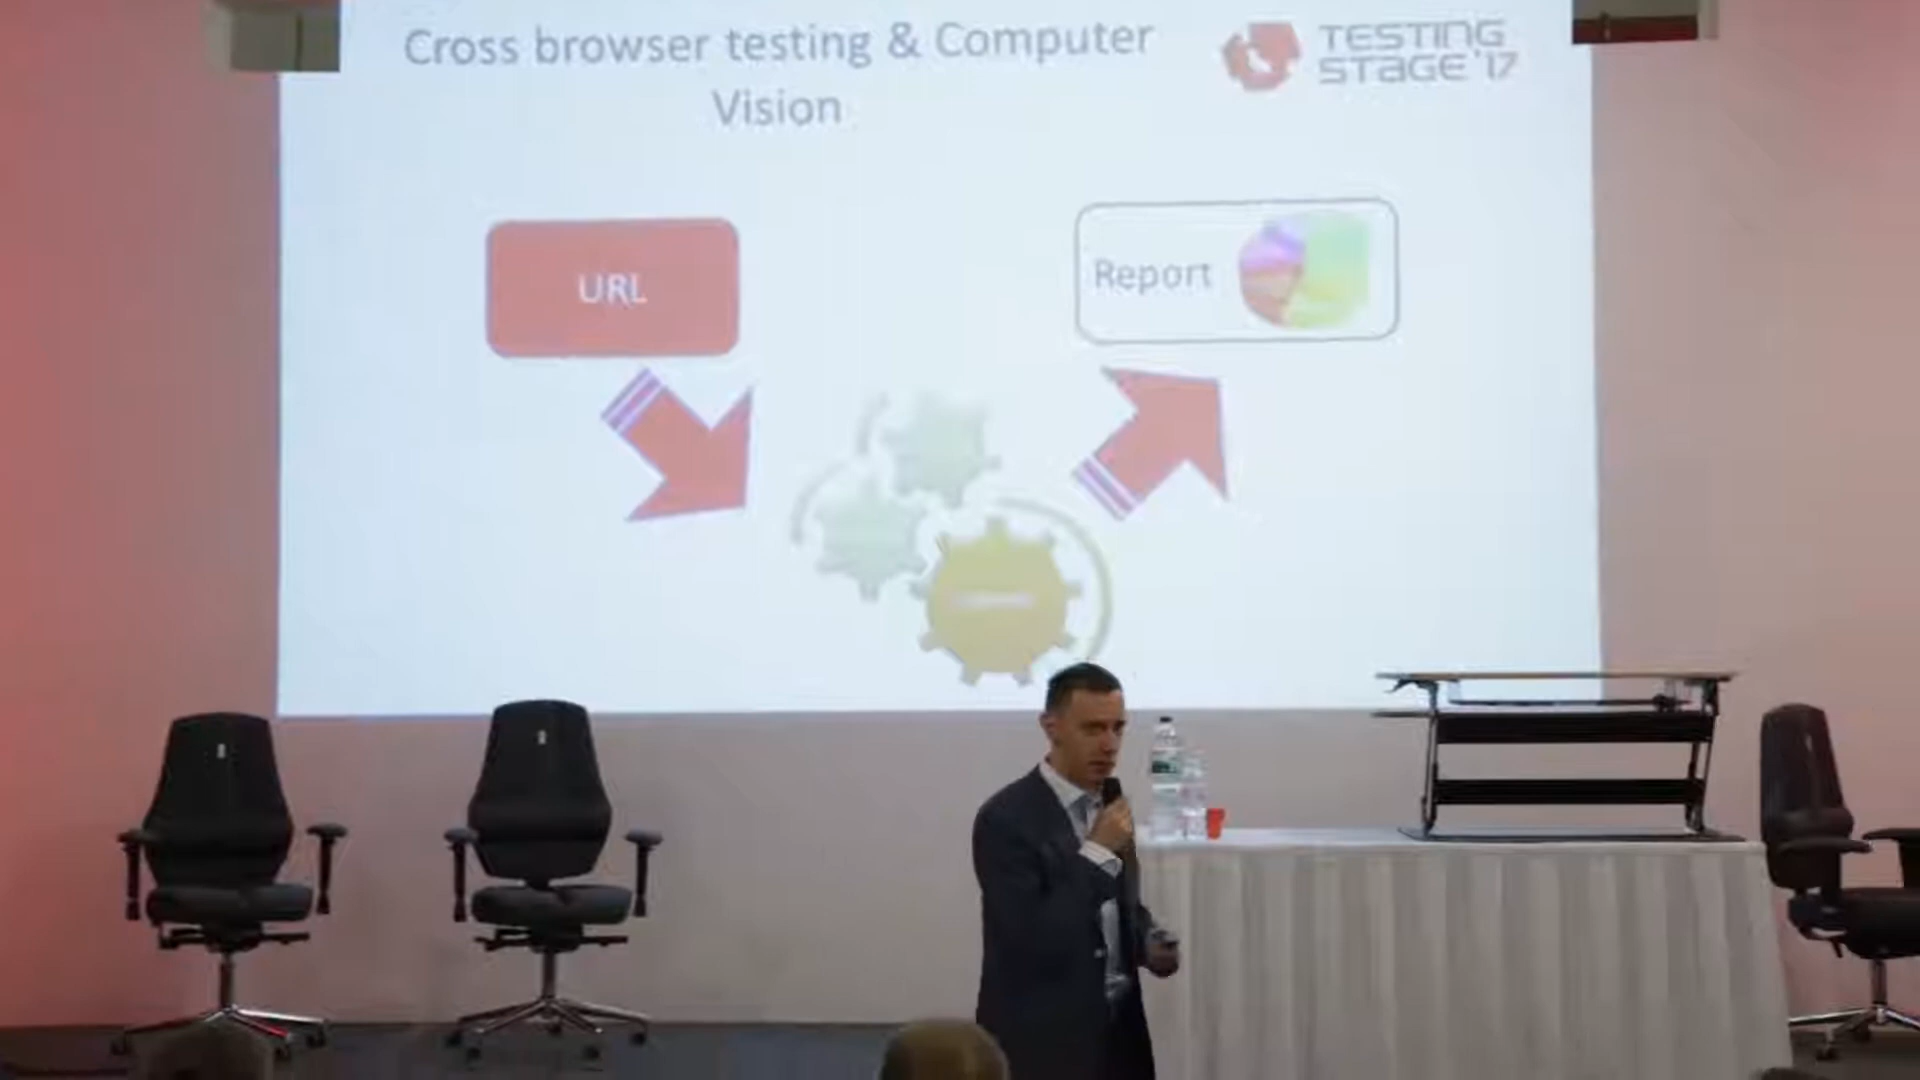 Cross browser testing & Computer
Vision
TESTING
STAGE'17
URL
Report